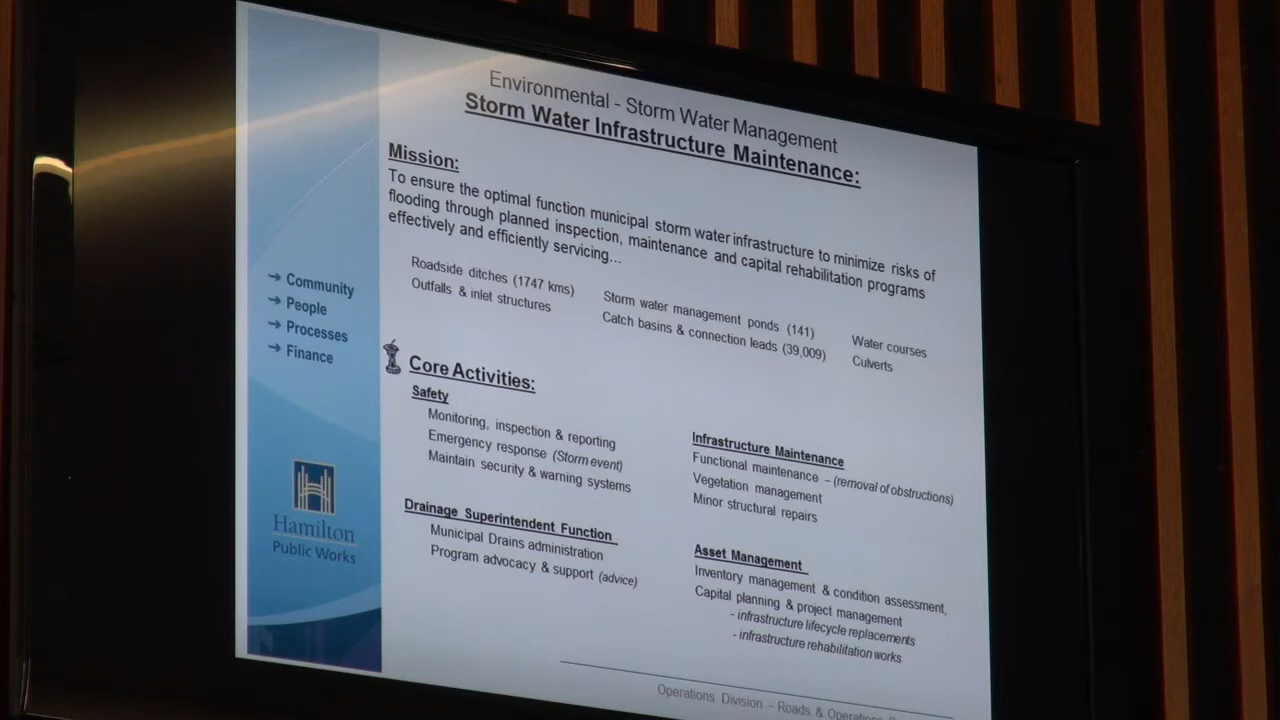 Environmental - Storm Water Management
Storm Water Infrastructure Maintenance:
Mission:
To ensure the optimal function municipal storm water infrastructure to minimize risks of
flooding through planned inspection, maintenance and capital rehabilitation programs
effectively and efficiently servicing...
Roadside ditches (1747 kms)
Outfalls & inlet structures
Storm water management ponds (141)
Catch basins & connection leads (39,009)
Water courses
Culverts
→ Community
→ People
→ Processes
→ Finance
Hamilton
Public Works
Core Activities:
Safety
Monitoring, inspection & reporting
Emergency response (Storm event)
Maintain security & warning systems
Drainage Superintendent Function
Municipal Drains administration
Program advocacy & support (advice)
Infrastructure Maintenance
Functional maintenance – (removal of obstructions)
Vegetation management
Minor structural repairs
Asset Management
Inventory management & condition assessment,
Capital planning & project management
- infrastructure lifecycle replacements
- infrastructure rehabilitation works
Operations Division – Roads & Operations